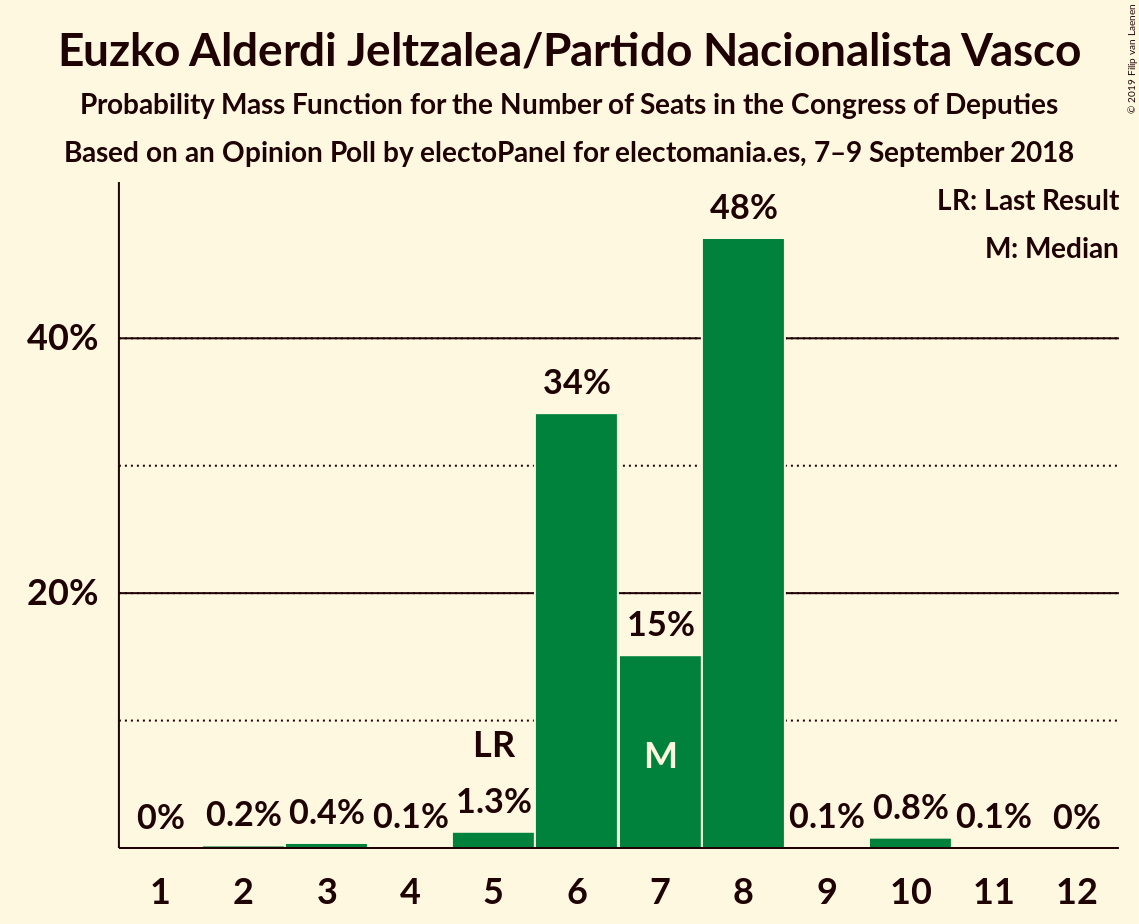 Euzko Alderdi Jeltzalea/Partido Nacionalista Vasco
Probability Mass Function for the Number of Seats in the Congress of Deputies
Based on an Opinion Poll by electoPanel for electomania.es, 7–9 September 2018
© 2019 Filip van Laenen
LR: Last Result
M: Median
48%
40%
34%
20%
15%
LR
M
0% 0.2% 0.4% 0.1% 1.3% 0.1% 0.8% 0.1% 0%
1 2 3 4 5 6 7 8 9 10 11 12